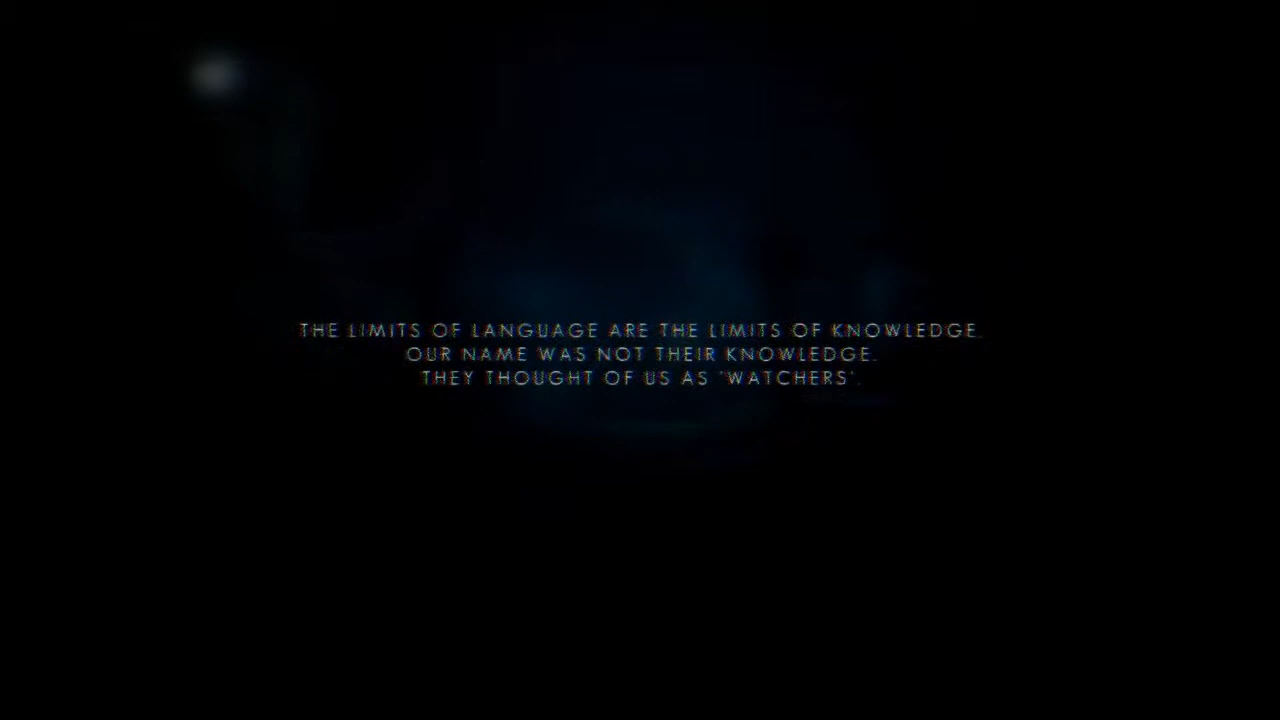 THE LIMITS OF LANGUAGE ARE THE LIMITS OF KNOWLEDGE.
OUR NAME WAS NOT THEIR KNOWLEDGE.
THEY THOUGHT OF US AS 'WATCHERS'.